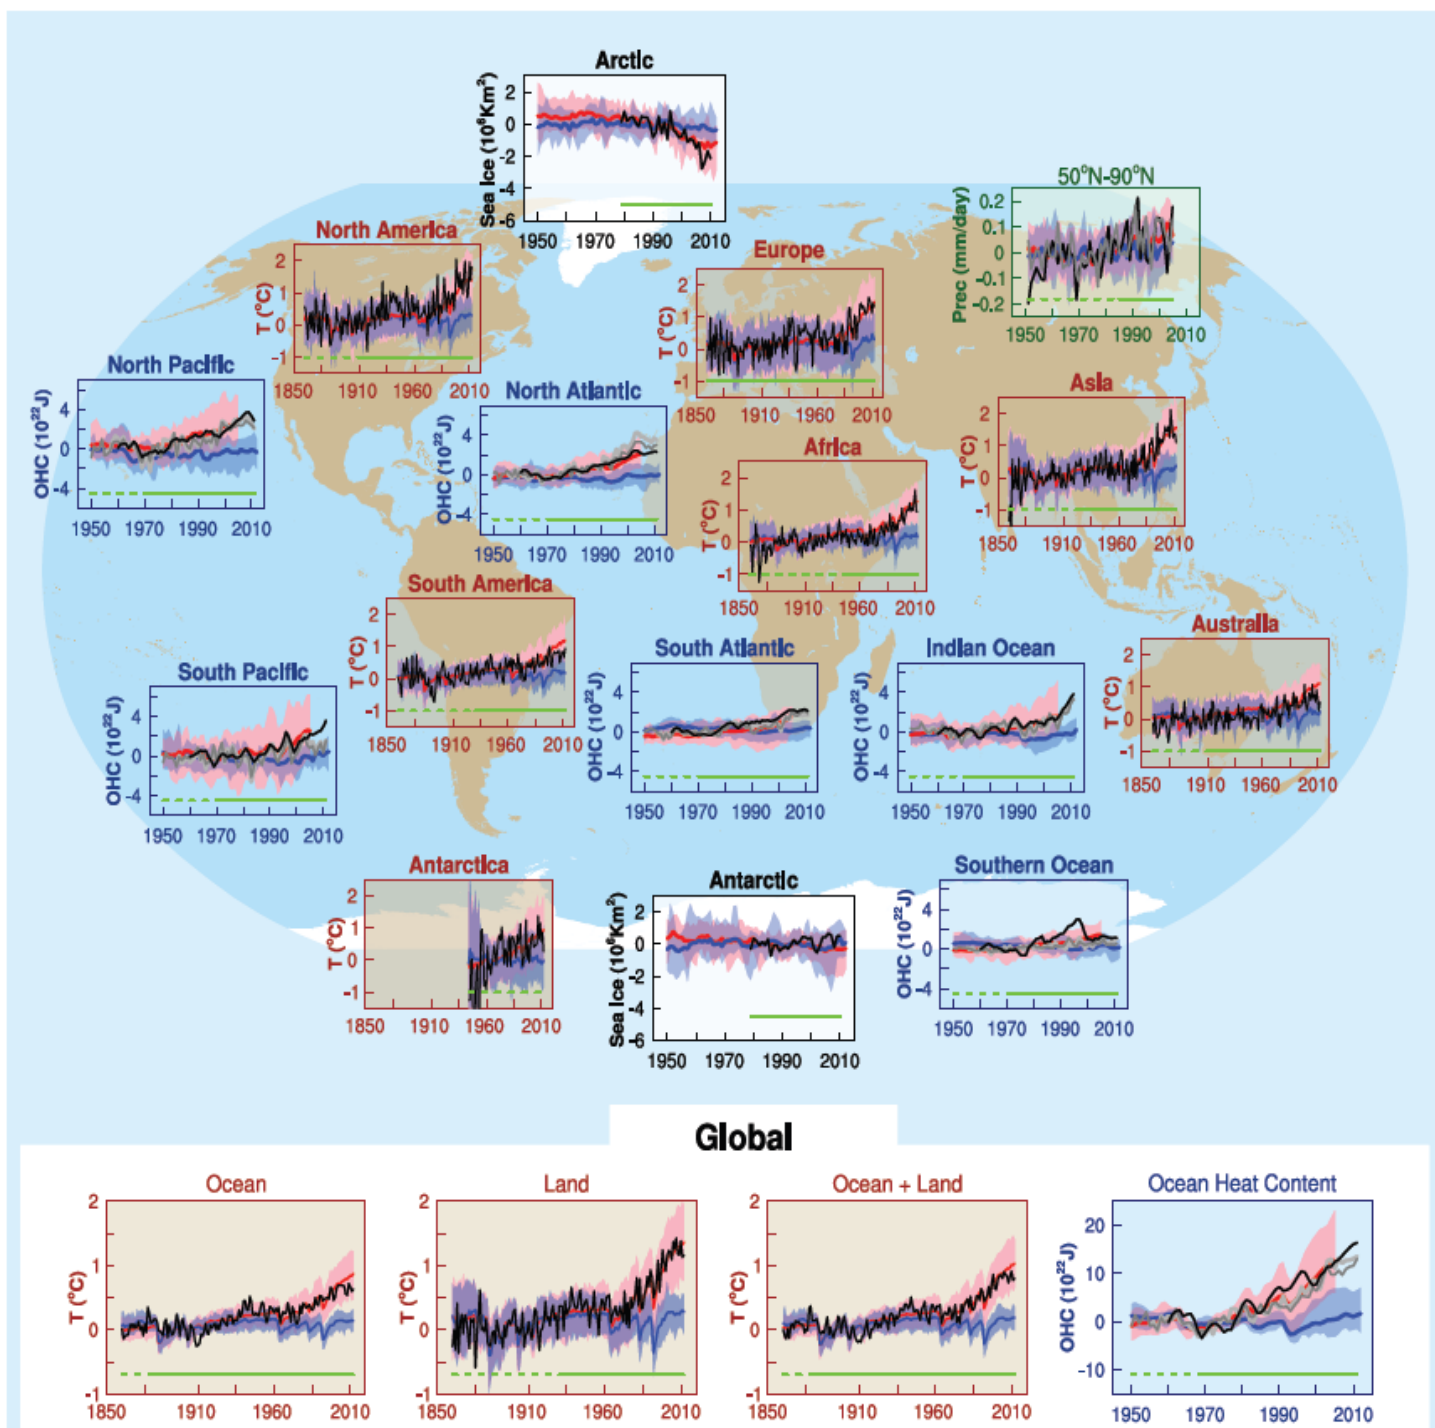 Arctic
Sea Ice (10⁶Km²)
2
0
-2
-4
-6
1950 1970 1990 2010
50°N-90°N
Prec (mm/day)
0.2
0.1
0
-0.1
-0.2
1950 1970 1990 2010
North America
T (°C)
2
1
0
-1
1850 1910 1960 2010
Europe
T (°C)
2
1
0
-1
1850 1910 1960 2010
North Pacific
OHC (10²²J)
4
0
-4
1950 1970 1990 2010
North Atlantic
OHC (10²²J)
4
0
-4
1950 1970 1990 2010
Asia
T (°C)
2
1
0
-1
1850 1910 1960 2010
Africa
T (°C)
2
1
0
-1
1850 1910 1960 2010
South America
T (°C)
2
1
0
-1
1850 1910 1960 2010
South Pacific
OHC (10²²J)
4
0
-4
1950 1970 1990 2010
South Atlantic
OHC (10²²J)
4
0
-4
1950 1970 1990 2010
Indian Ocean
OHC (10²²J)
4
0
-4
1950 1970 1990 2010
Australia
T (°C)
2
1
0
-1
1850 1910 1960 2010
Antarctica
T (°C)
2
1
0
-1
1850 1910 1960 2010
Antarctic
Sea Ice (10⁶Km²)
2
0
-2
-4
-6
1950 1970 1990 2010
Southern Ocean
OHC (10²²J)
4
0
-4
1950 1970 1990 2010
Global
Ocean
T (°C)
2
1
0
-1
1850 1910 1960 2010
Land
T (°C)
2
1
0
-1
1850 1910 1960 2010
Ocean + Land
T (°C)
2
1
0
-1
1850 1910 1960 2010
Ocean Heat Content
OHC (10²²J)
20
10
0
-10
1950 1970 1990 2010